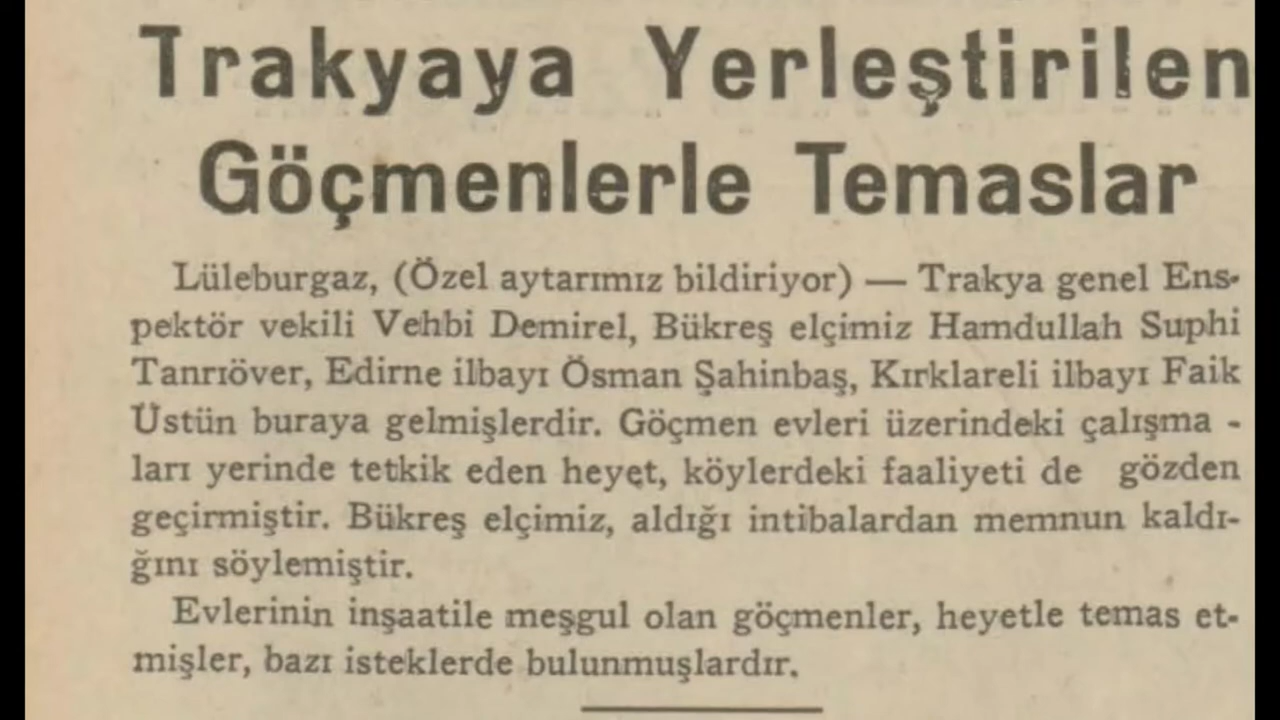 Trakyaya Yerleştirilen
Göçmenlerle Temaslar
Lüleburgaz, (Özel aytarımız bildiriyor) — Trakya genel Ens-
pektör vekili Vehbi Demirel, Bükreş elçimiz Hamdullah Suphi
Tanrıöver, Edirne ilbayı Ösman Şahinbaş, Kırklareli ilbayı Faik
Üstün buraya gelmişlerdir. Göçmen evleri üzerindeki çalışma -
ları yerinde tetkik eden heyet, köylerdeki faaliyeti de gözden
geçirmiştir. Bükreş elçimiz, aldığı intibalardan memnun kaldı-
ğını söylemiştir.
Evlerinin inşaatile meşgul olan göçmenler, heyetle temas et-
mişler, bazı isteklerde bulunmuşlardır.